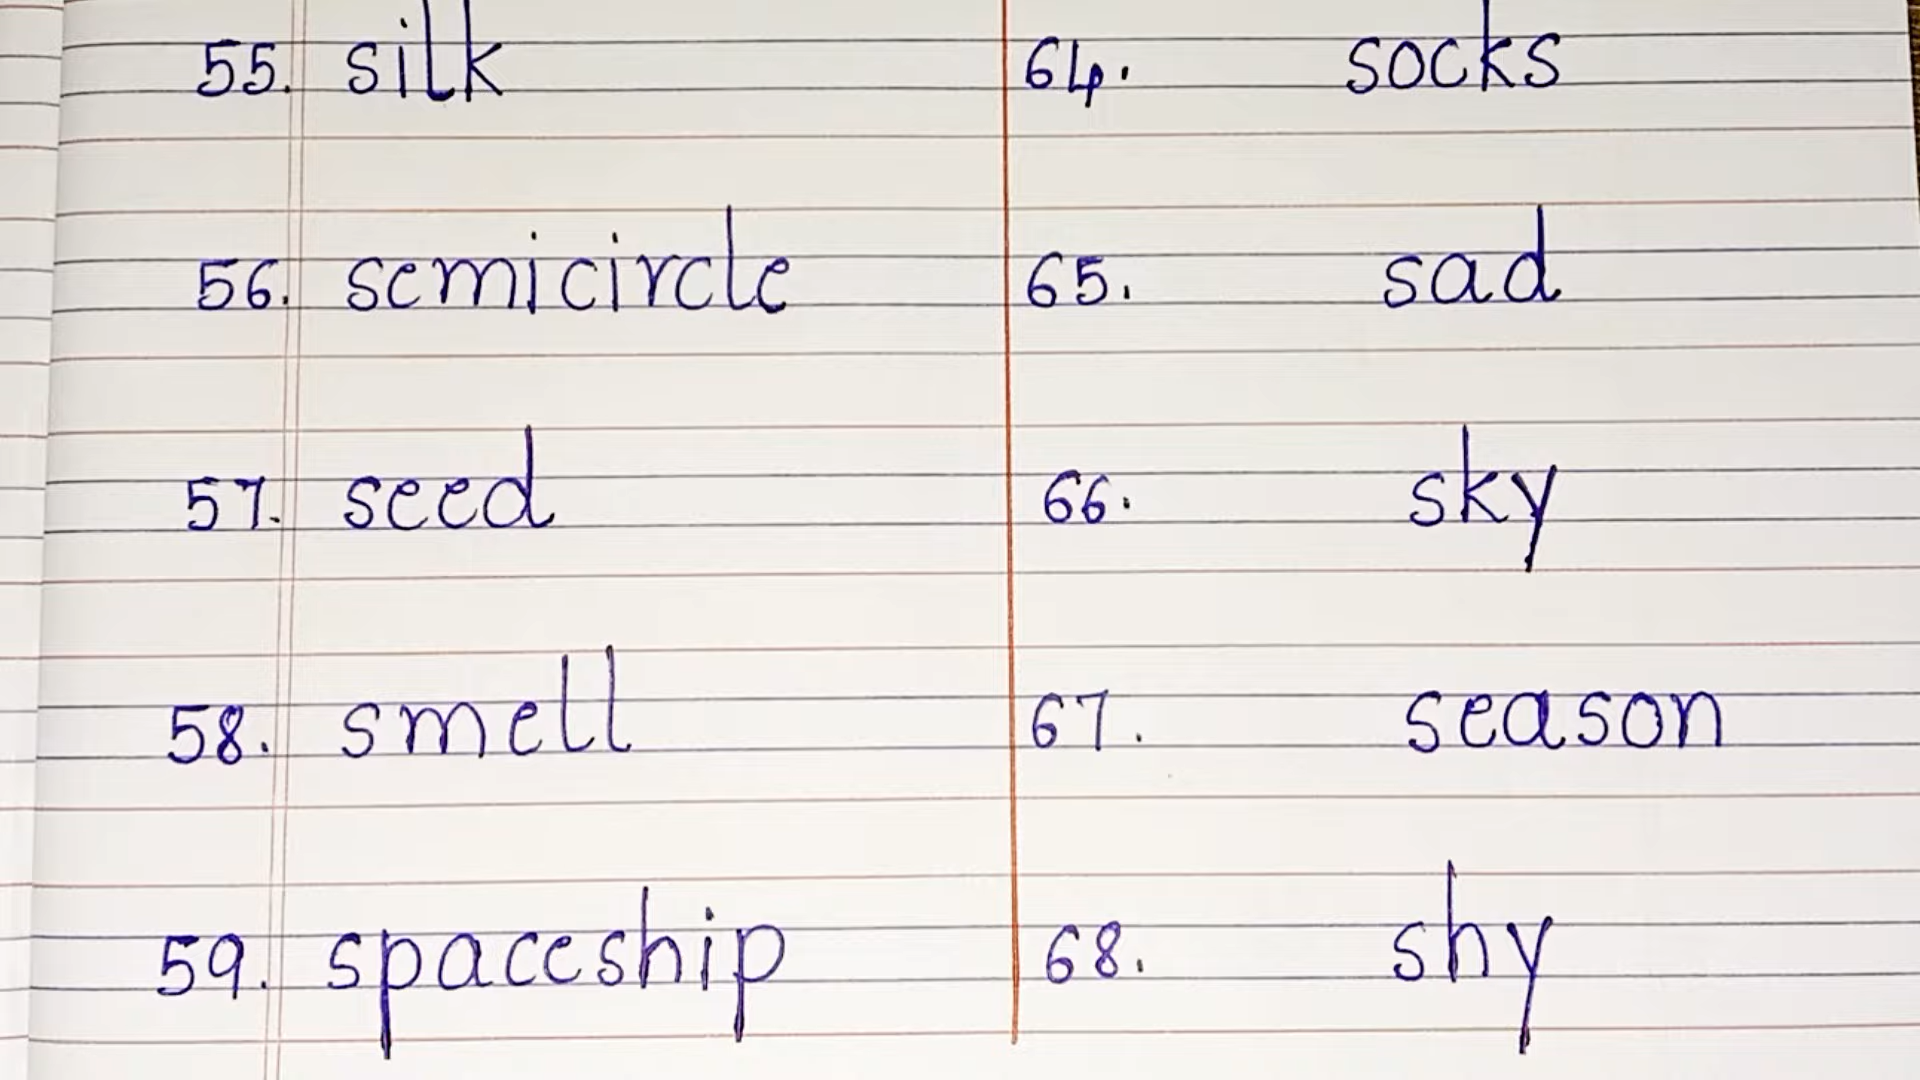 55. silk
56. semicircle
57. seed
58. smell
59. spaceship
64. socks
65. sad
66. sky
67. season
68. shy